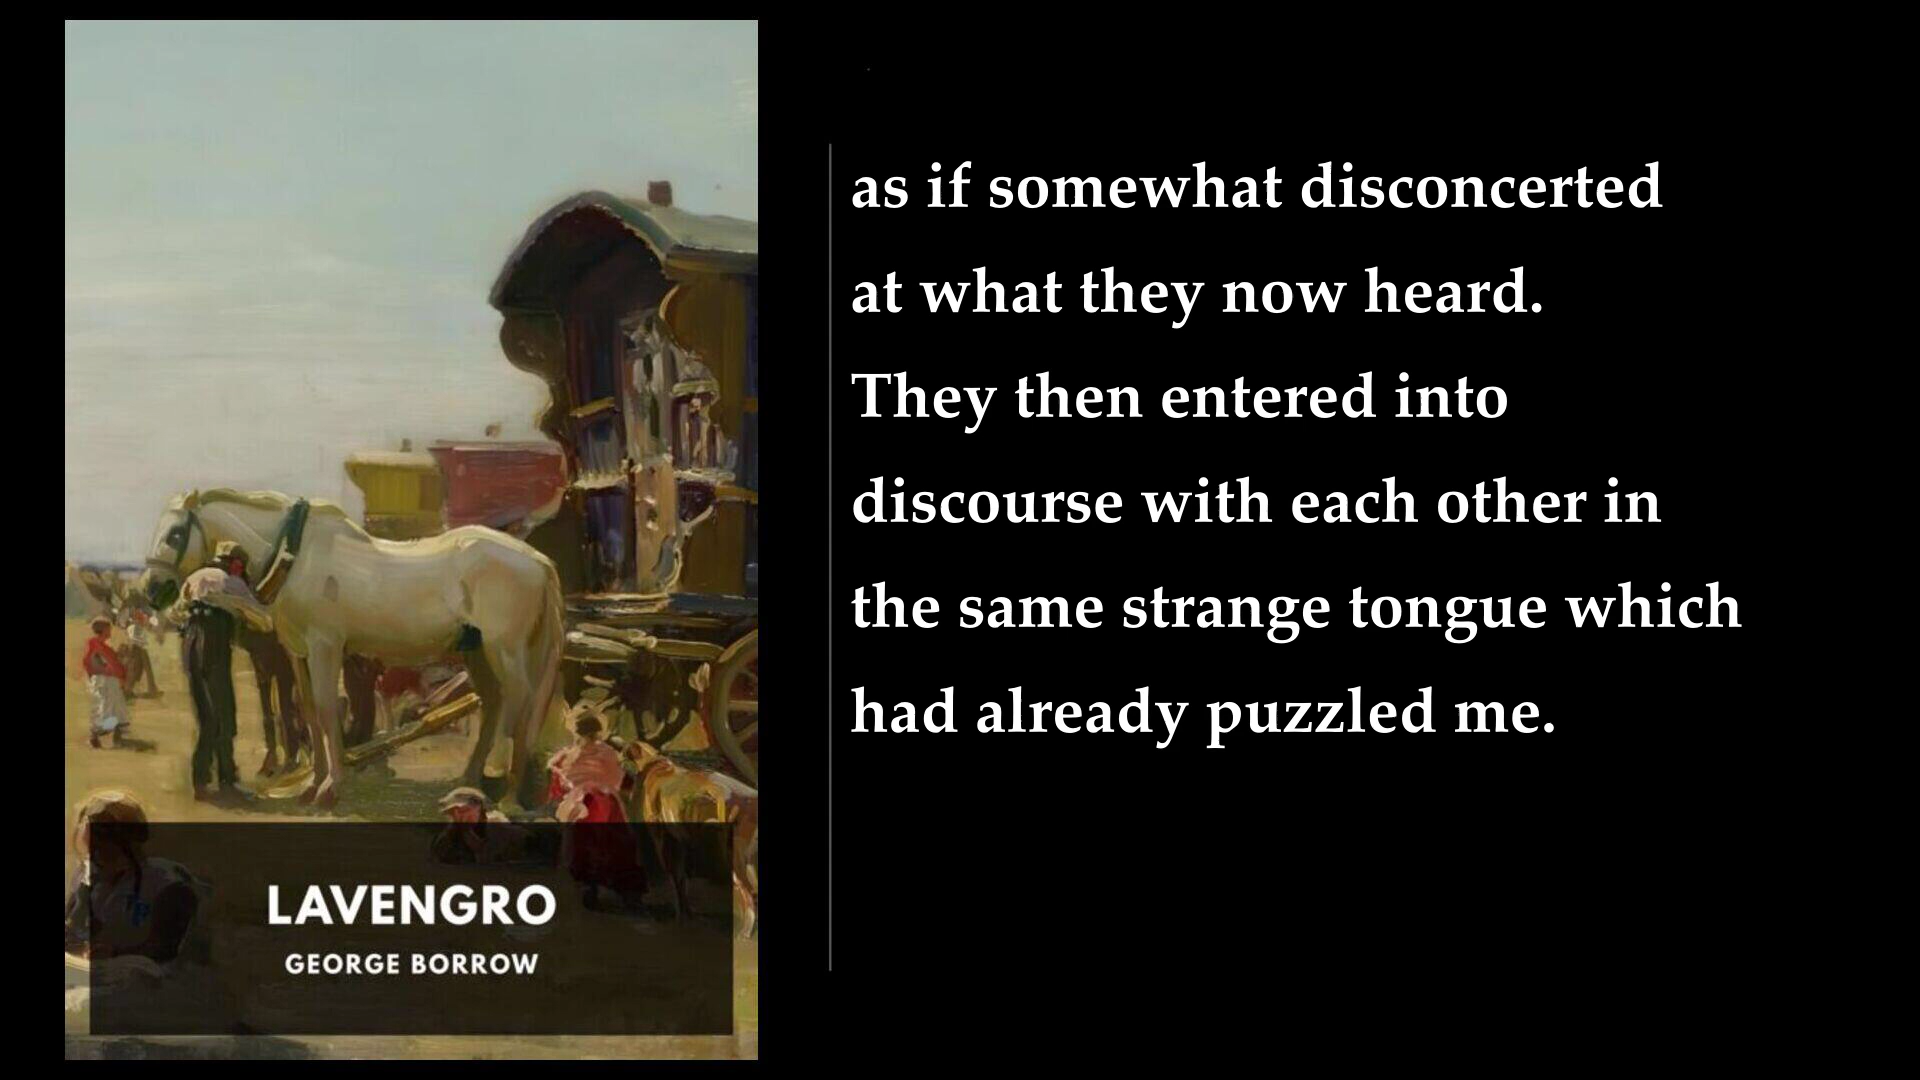 LAVENGRO
GEORGE BORROW
as if somewhat disconcerted
at what they now heard.
They then entered into
discourse with each other in
the same strange tongue which
had already puzzled me.